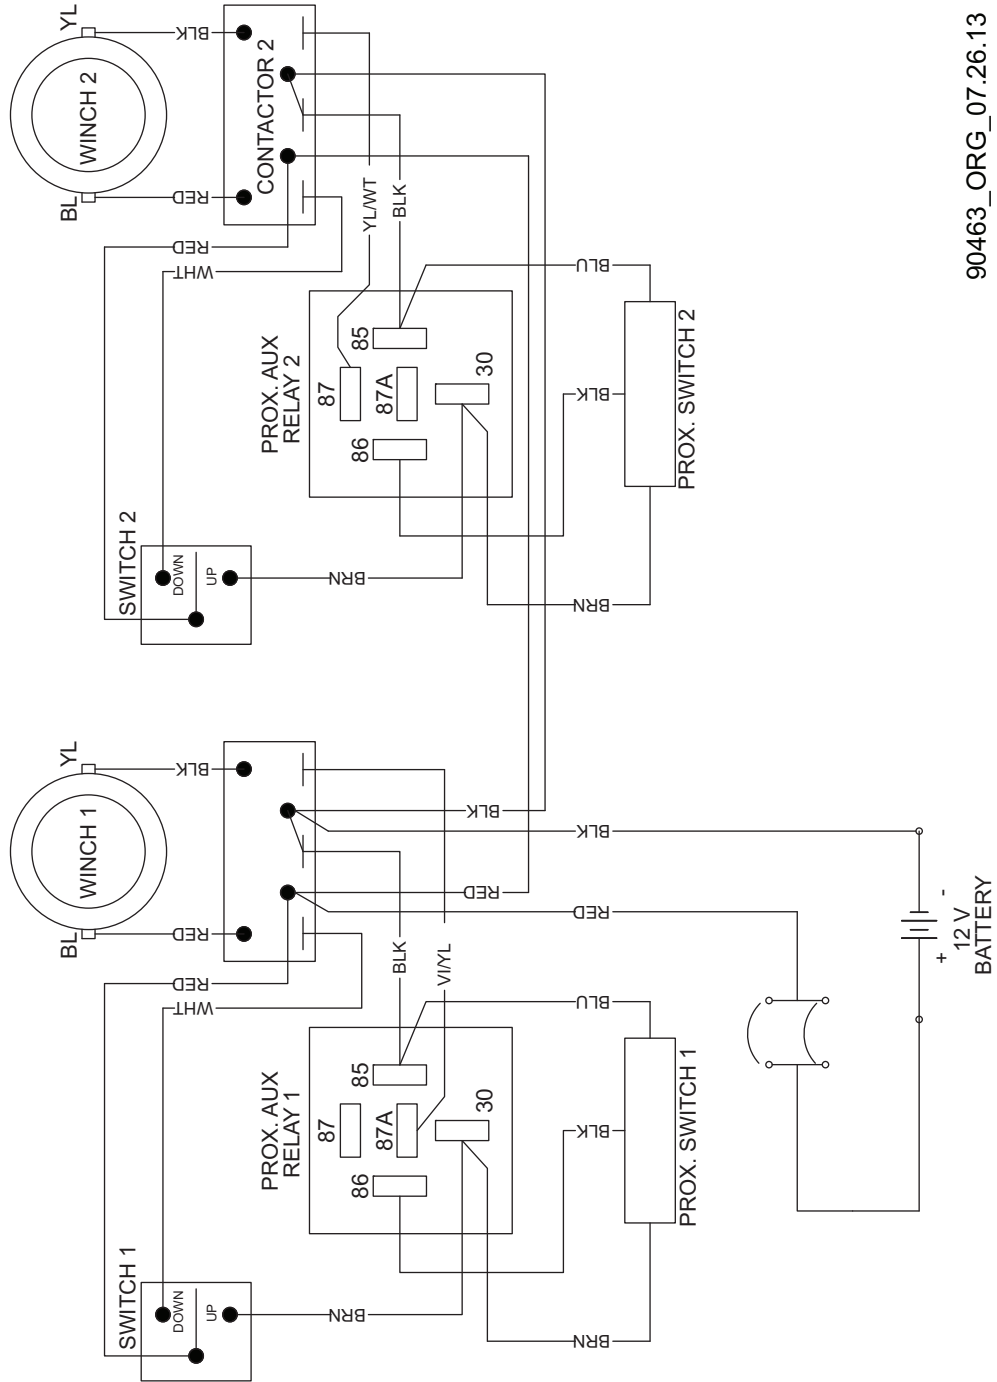 WINCH 1
BL
YL
RED
BLK
RED
WHT
SWITCH 1
DOWN
UP
BRN
PROX. AUX
RELAY 1
87
86
87A
85
30
BLK
VI/YL
RED
BLK
BLU
BLK
BRN
PROX. SWITCH 1
RED
BLK
+
-
12 V
BATTERY
WINCH 2
BL
YL
RED
BLK
CONTACTOR 2
RED
WHT
SWITCH 2
DOWN
UP
BRN
PROX. AUX
RELAY 2
87
86
87A
85
30
YL/WT
BLK
BLU
BLK
BRN
PROX. SWITCH 2
90463_ORG_07.26.13